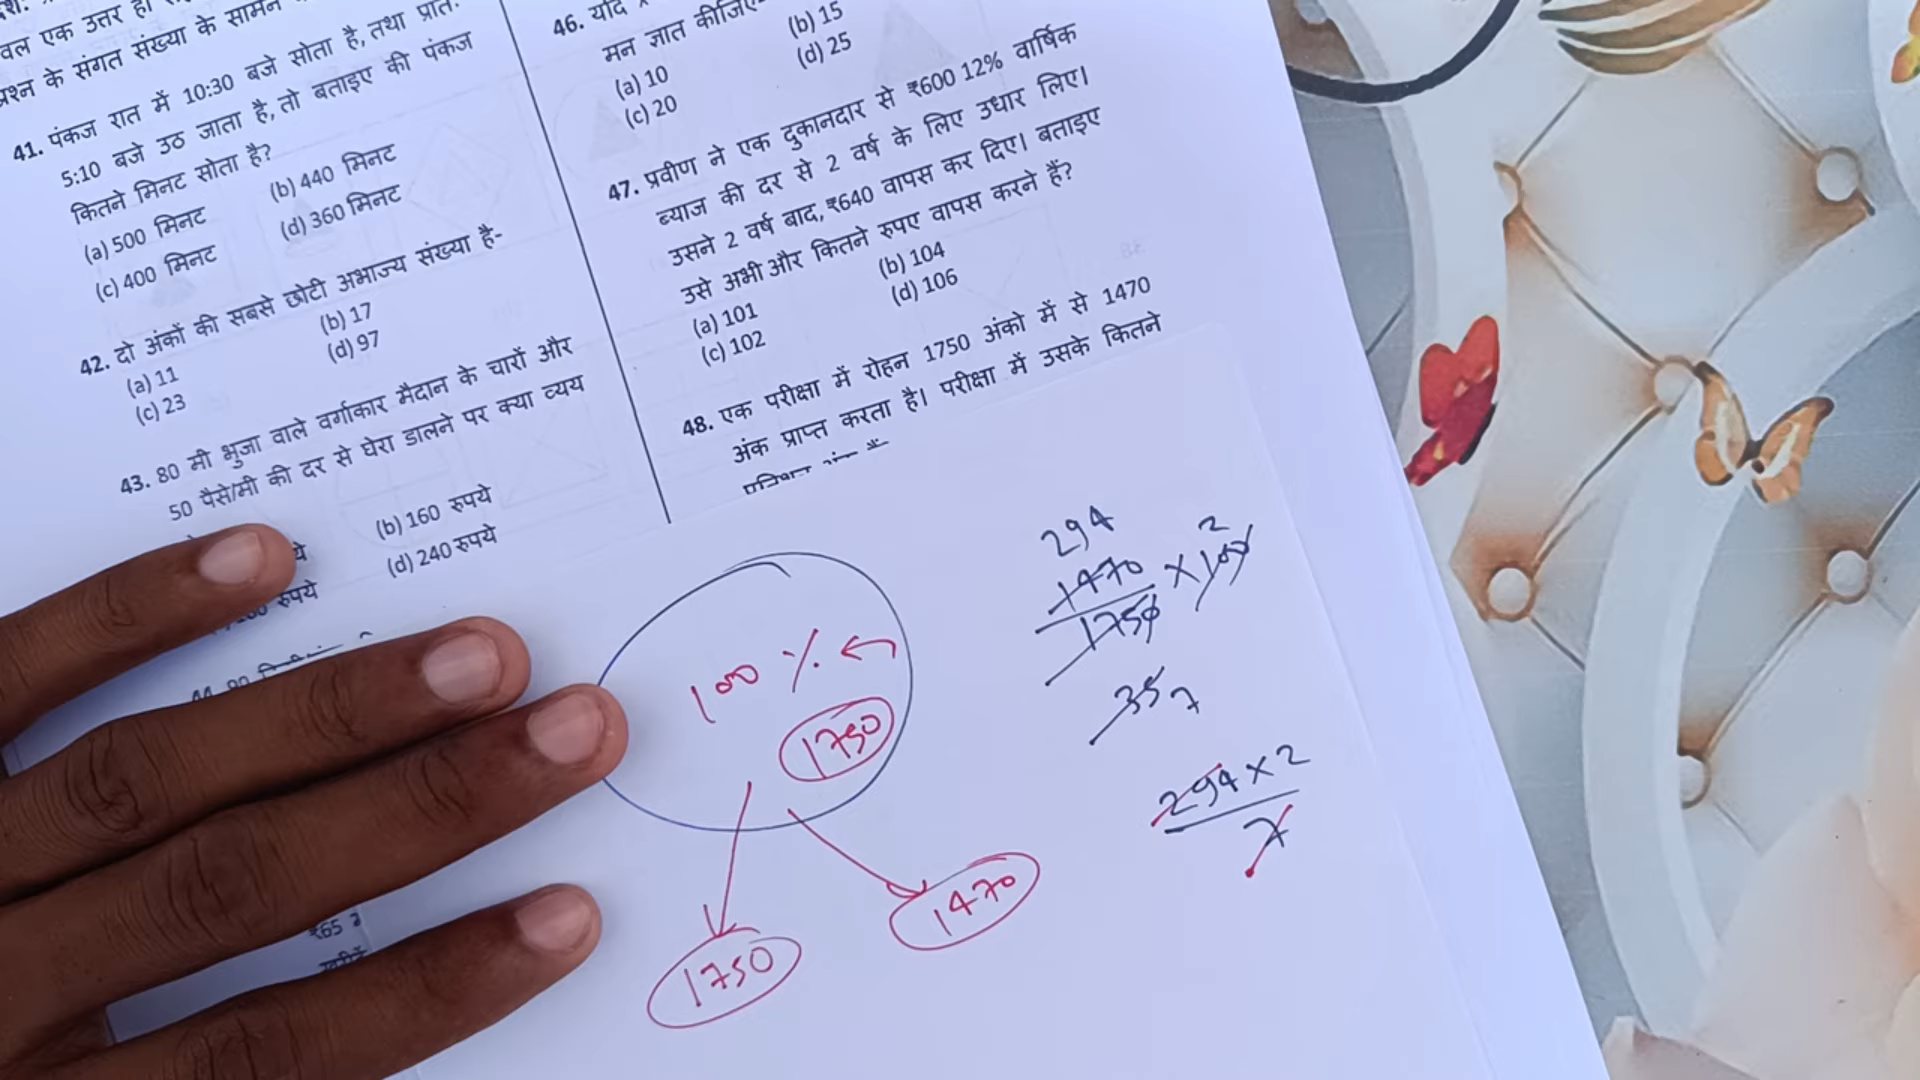 वल एक उत्तर ही
प्रश्न के संगत संख्या के सामने
41. पंकज रात में 10:30 बजे सोता है, तथा प्रातः
5:10 बजे उठ जाता है, तो बताइए की पंकज
कितने मिनट सोता है?
(a) 500 मिनट (b) 440 मिनट
(c) 400 मिनट (d) 360 मिनट
42. दो अंकों की सबसे छोटी अभाज्य संख्या है-
(a) 11 (b) 17
(c) 23 (d) 97
43. 80 मी भुजा वाले वर्गाकार मैदान के चारों और
50 पैसे/मी की दर से घेरा डालने पर क्या व्यय
(b) 160 रुपये
रुपये (d) 240 रुपये
₹65
46. यदि
मन ज्ञात कीजिए
(a) 10 (b) 15
(c) 20 (d) 25
47. प्रवीण ने एक दुकानदार से ₹600 12% वार्षिक
ब्याज की दर से 2 वर्ष के लिए उधार लिए।
उसने 2 वर्ष बाद, ₹640 वापस कर दिए। बताइए
उसे अभी और कितने रुपए वापस करने हैं?
(a) 101 (b) 104
(c) 102 (d) 106
48. एक परीक्षा में रोहन 1750 अंको में से 1470
अंक प्राप्त करता है। परीक्षा में उसके कितने
100 %
1750
1750
1470
294 2
1470 × 100
1750
35 7
294 × 2
7